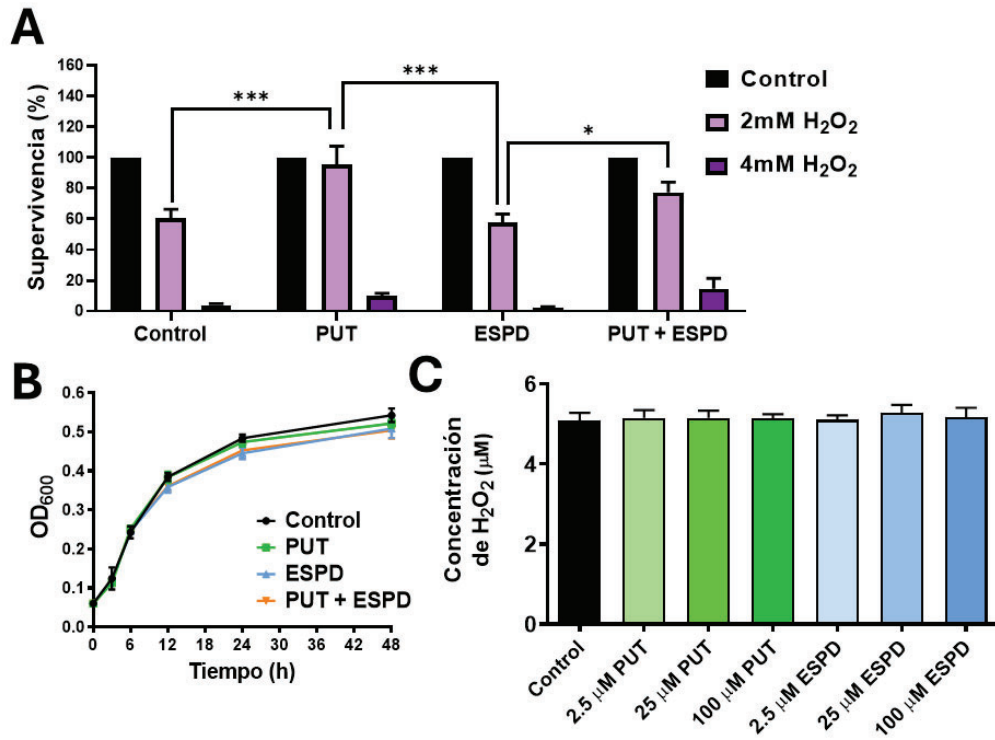 A
Supervivencia (%)
160
140
120
100
80
60
40
20
0
***
***
*
Control
PUT
ESPD
PUT + ESPD
Control
2mM H₂O₂
4mM H₂O₂
B
OD₆₀₀
0.6
0.5
0.4
0.3
0.2
0.1
0.0
0 6 12 18 24 30 36 42 48
Tiempo (h)
Control
PUT
ESPD
PUT + ESPD
C
Concentración
de H₂O₂ (μM)
6
4
2
0
Control
2.5 μM PUT
25 μM PUT
100 μM PUT
2.5 μM ESPD
25 μM ESPD
100 μM ESPD